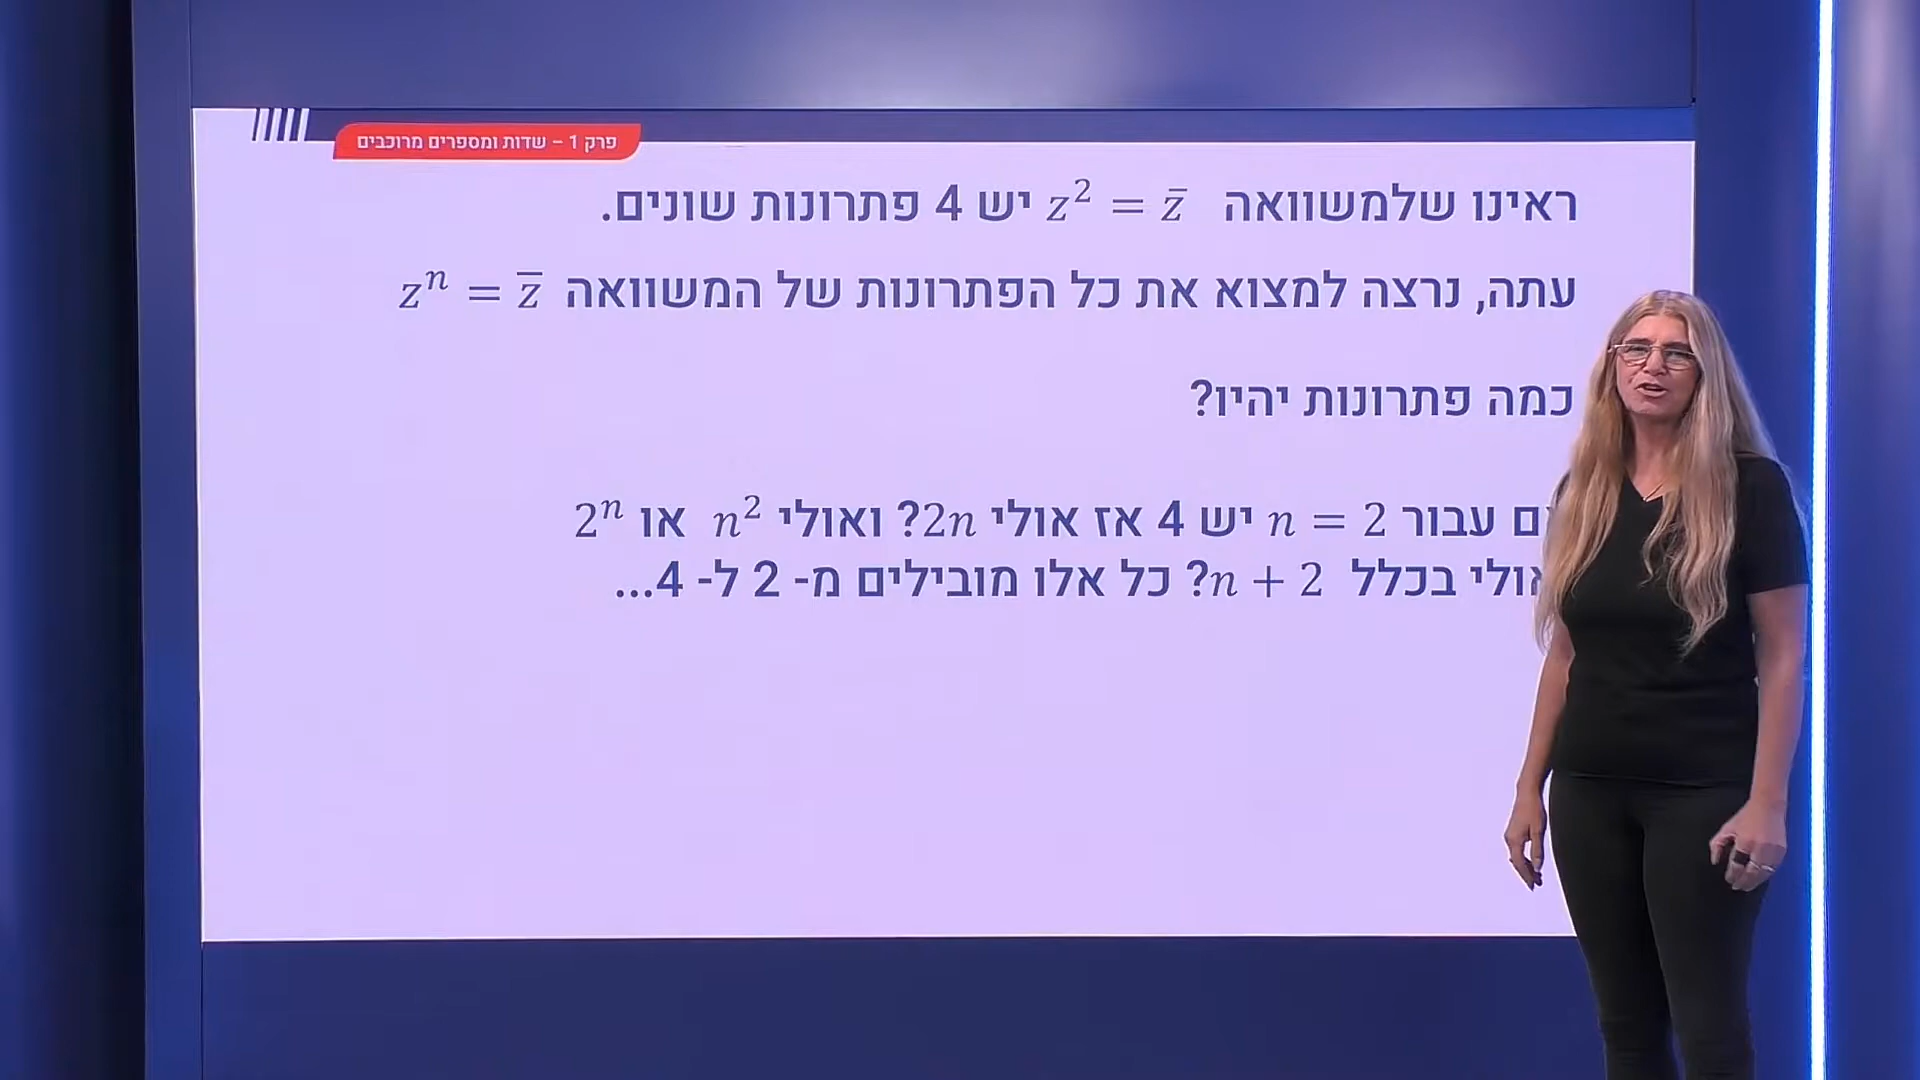 פרק 1 – שדות ומספרים מרוכבים
ראינו שלמשוואה z² = z̄ יש 4 פתרונות שונים.
עתה, נרצה למצוא את כל הפתרונות של המשוואה zⁿ = z̄
כמה פתרונות יהיו?
עבור n = 2 יש 4 אז אולי 2n? ואולי n² או 2ⁿ
בכלל n + 2? כל אלו מובילים מ- 2 ל- 4...